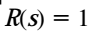 R(s) = 1